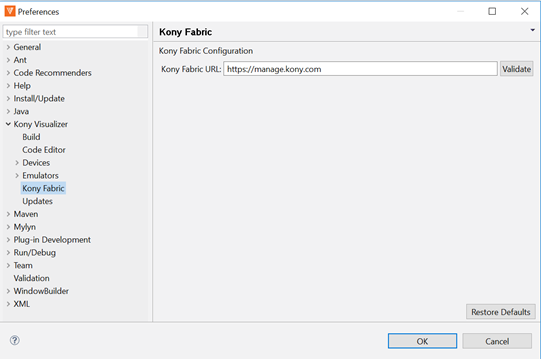 Preferences
type filter text
General
Ant
Code Recommenders
Help
Install/Update
Java
Kony Visualizer
Build
Code Editor
Devices
Emulators
Kony Fabric
Updates
Maven
Mylyn
Plug-in Development
Run/Debug
Team
Validation
WindowBuilder
XML
Kony Fabric
Kony Fabric Configuration
Kony Fabric URL: https://manage.kony.com Validate
Restore Defaults
? OK Cancel